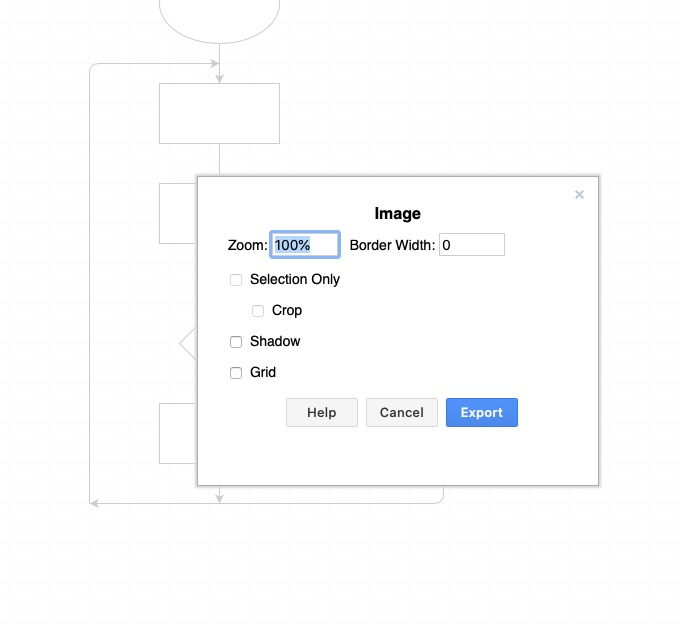 ×
Image
Zoom: 100% Border Width: 0
Selection Only
Crop
Shadow
Grid
Help Cancel Export